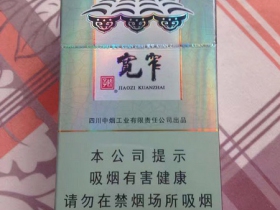 宽窄
JIAOZI KUANZHAI
四川中烟工业有限责任公司出品
本公司提示
吸烟有害健康
请勿在禁烟场所吸烟